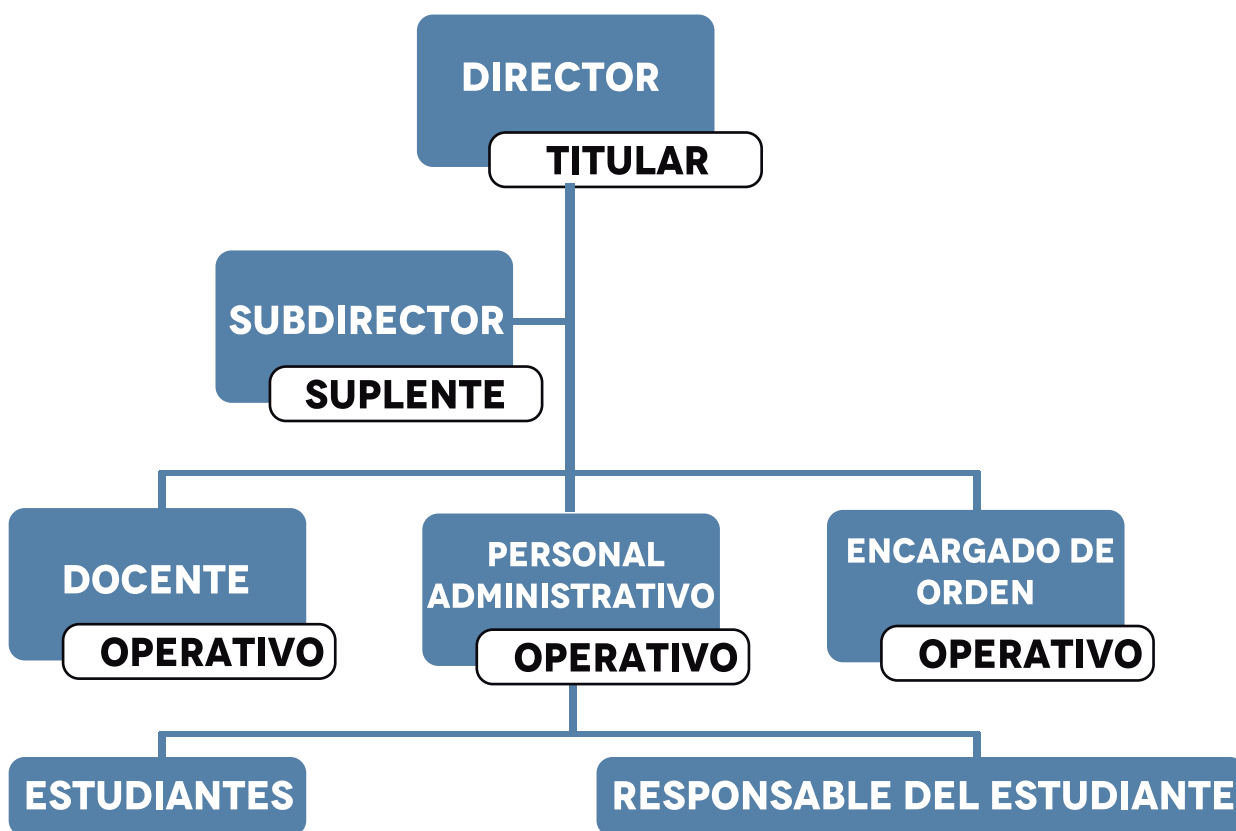 DIRECTOR
TITULAR
SUBDIRECTOR
SUPLENTE
DOCENTE
OPERATIVO
PERSONAL
ADMINISTRATIVO
OPERATIVO
ENCARGADO DE
ORDEN
OPERATIVO
ESTUDIANTES
RESPONSABLE DEL ESTUDIANTE